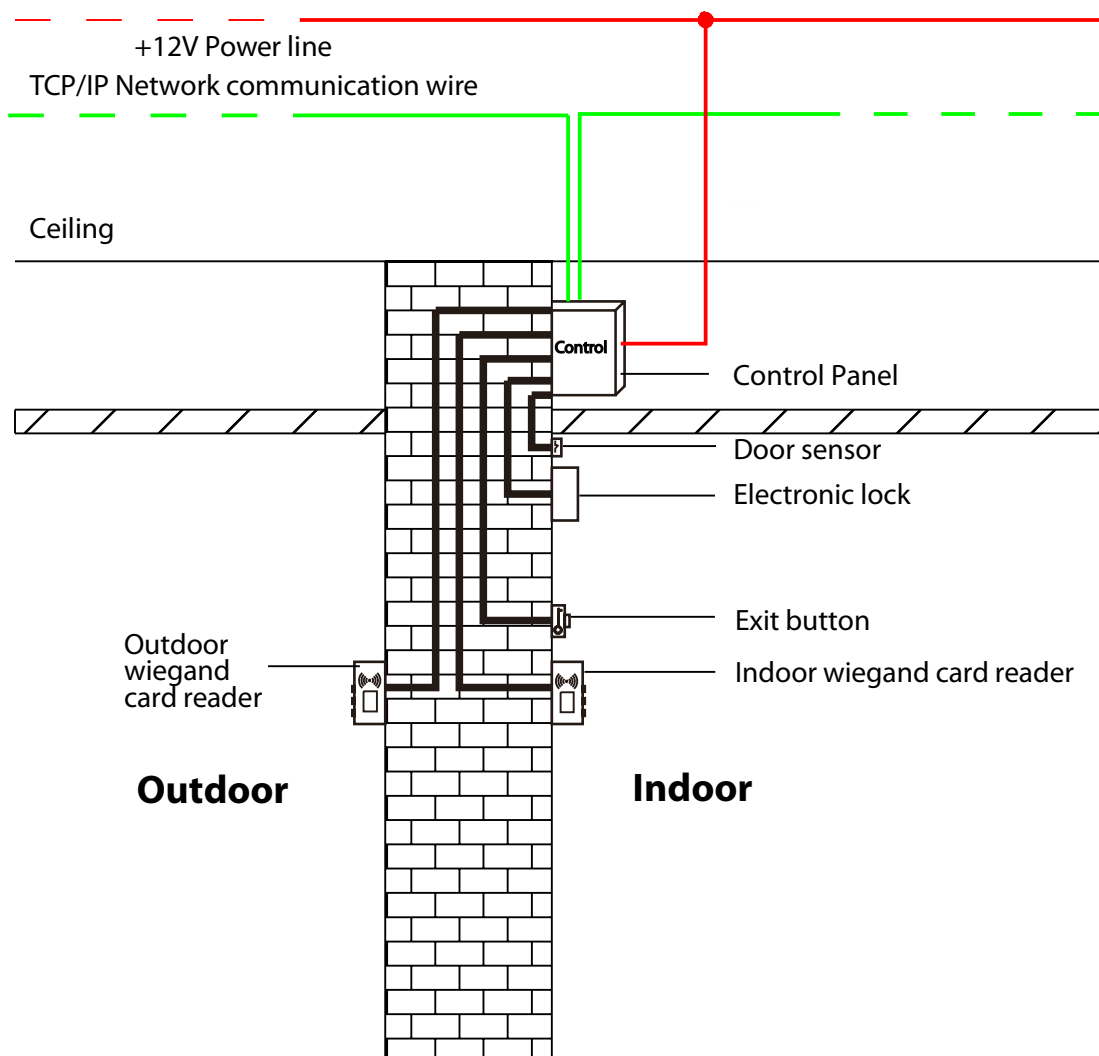 +12V Power line
TCP/IP Network communication wire
Ceiling
Control
Control Panel
Door sensor
Electronic lock
Exit button
Outdoor
wiegand
card reader
Indoor wiegand card reader
Outdoor
Indoor